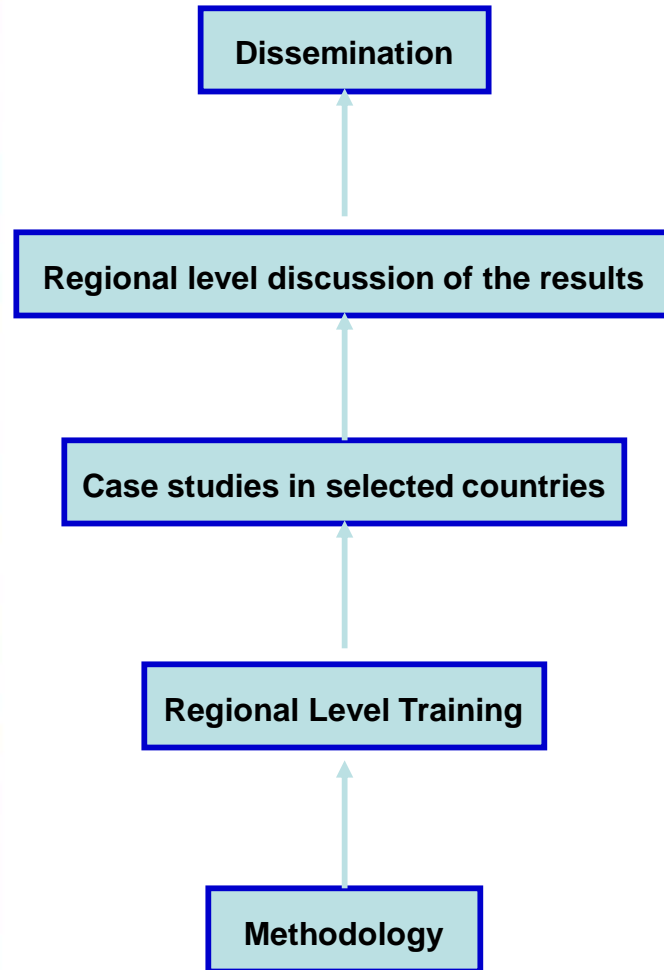 Dissemination
Regional level discussion of the results
Case studies in selected countries
Regional Level Training
Methodology